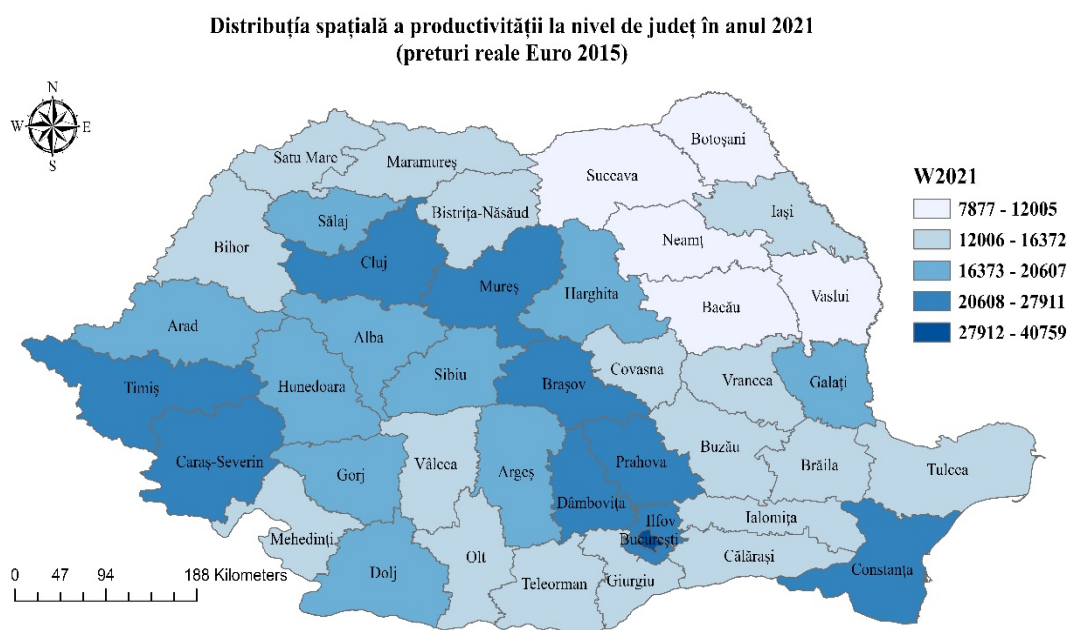 Distribuția spațială a productivității la nivel de județ în anul 2021
(preturi reale Euro 2015)
N
W E
S
Botoșani
Satu Mare
Maramureș
Suceava
W2021
7877 - 12005
12006 - 16372
16373 - 20607
20608 - 27911
27912 - 40759
Iași
Bistrița-Năsăud
Sălaj
Neamț
Bihor
Cluj
Mureș
Harghita
Bacău
Vaslui
Arad
Alba
Covasna
Vrancea
Galați
Sibiu
Brașov
Timiș
Hunedoara
Buzău
Brăila
Tulcea
Caraș-Severin
Vâlcea
Prahova
Gorj
Argeș
Dâmbovița
Ilfov
București
Ialomița
Mehedinți
Olt
Călărași
Constanța
Dolj
Teleorman
Giurgiu
0 47 94 188 Kilometers